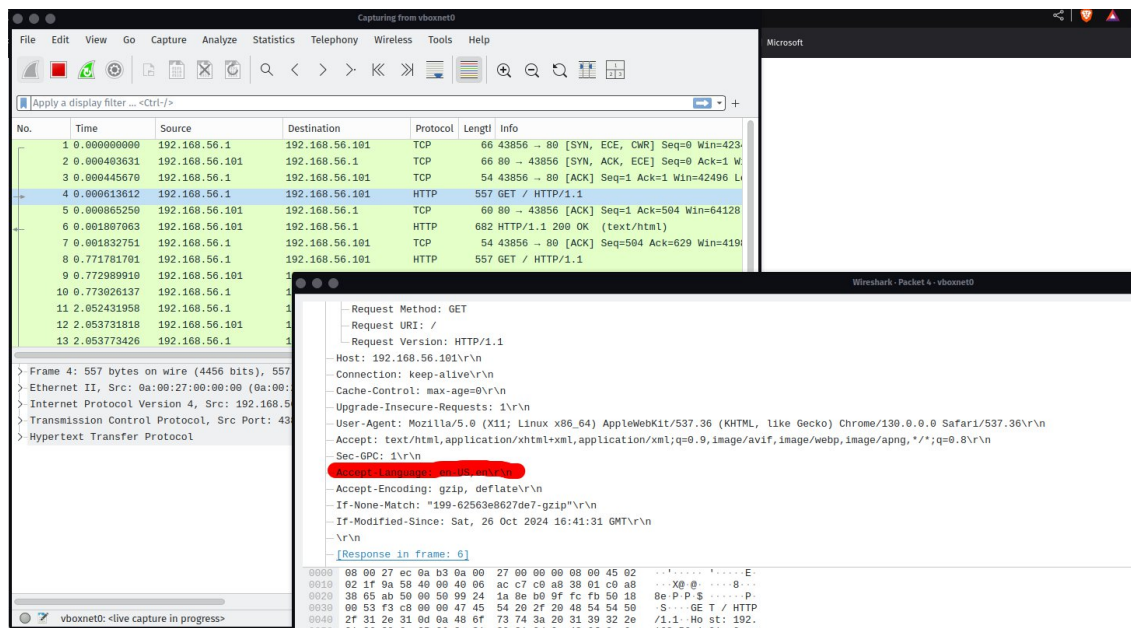 Capturing from vboxnet0
File Edit View Go Capture Analyze Statistics Telephony Wireless Tools Help
Microsoft
Apply a display filter ... <Ctrl-/>
No. Time Source Destination Protocol Lengtl Info
1 0.000000000 192.168.56.1 192.168.56.101 TCP 66 43856 → 80 [SYN, ECE, CWR] Seq=0 Win=423
2 0.000403631 192.168.56.101 192.168.56.1 TCP 66 80 → 43856 [SYN, ACK, ECE] Seq=0 Ack=1 W
3 0.000445670 192.168.56.1 192.168.56.101 TCP 54 43856 → 80 [ACK] Seq=1 Ack=1 Win=42496 L
4 0.000613612 192.168.56.1 192.168.56.101 HTTP 557 GET / HTTP/1.1
5 0.000865250 192.168.56.101 192.168.56.1 TCP 60 80 → 43856 [ACK] Seq=1 Ack=504 Win=64128
6 0.001807063 192.168.56.101 192.168.56.1 HTTP 682 HTTP/1.1 200 OK (text/html)
7 0.001832751 192.168.56.1 192.168.56.101 TCP 54 43856 → 80 [ACK] Seq=504 Ack=629 Win=419
8 0.771781701 192.168.56.1 192.168.56.101 HTTP 557 GET / HTTP/1.1
9 0.772989910 192.168.56.101 1
10 0.773026137 192.168.56.1 1
11 2.052431958 192.168.56.1 1
12 2.053731818 192.168.56.101 1
13 2.053773426 192.168.56.1 1
Frame 4: 557 bytes on wire (4456 bits), 557
Ethernet II, Src: 0a:00:27:00:00:00 (0a:00:
Internet Protocol Version 4, Src: 192.168.5
Transmission Control Protocol, Src Port: 43
Hypertext Transfer Protocol
vboxnet0: <live capture in progress>
Wireshark · Packet 4 · vboxnet0
Request Method: GET
Request URI: /
Request Version: HTTP/1.1
Host: 192.168.56.101\r\n
Connection: keep-alive\r\n
Cache-Control: max-age=0\r\n
Upgrade-Insecure-Requests: 1\r\n
User-Agent: Mozilla/5.0 (X11; Linux x86_64) AppleWebKit/537.36 (KHTML, like Gecko) Chrome/130.0.0.0 Safari/537.36\r\n
Accept: text/html,application/xhtml+xml,application/xml;q=0.9,image/avif,image/webp,image/apng,*/*;q=0.8\r\n
Sec-GPC: 1\r\n
Accept-Language: en-US,en\r\n
Accept-Encoding: gzip, deflate\r\n
If-None-Match: "199-62563e8627de7-gzip"\r\n
If-Modified-Since: Sat, 26 Oct 2024 16:41:31 GMT\r\n
\r\n
[Response in frame: 6]
0000 08 00 27 ec 0a b3 0a 00 27 00 00 00 08 00 45 02 ··'····· '·····E·
0010 02 1f 9a 58 40 00 40 06 ac c7 c0 a8 38 01 c0 a8 ···X@·@· ····8···
0020 38 65 ab 50 00 50 99 24 1a 8e b0 9f fc fb 50 18 8e·P·P·$ ······P·
0030 00 53 f3 c8 00 00 47 45 54 20 2f 20 48 54 54 50 ·S····GE T / HTTP
0040 2f 31 2e 31 0d 0a 48 6f 73 74 3a 20 31 39 32 2e /1.1··Ho st: 192.